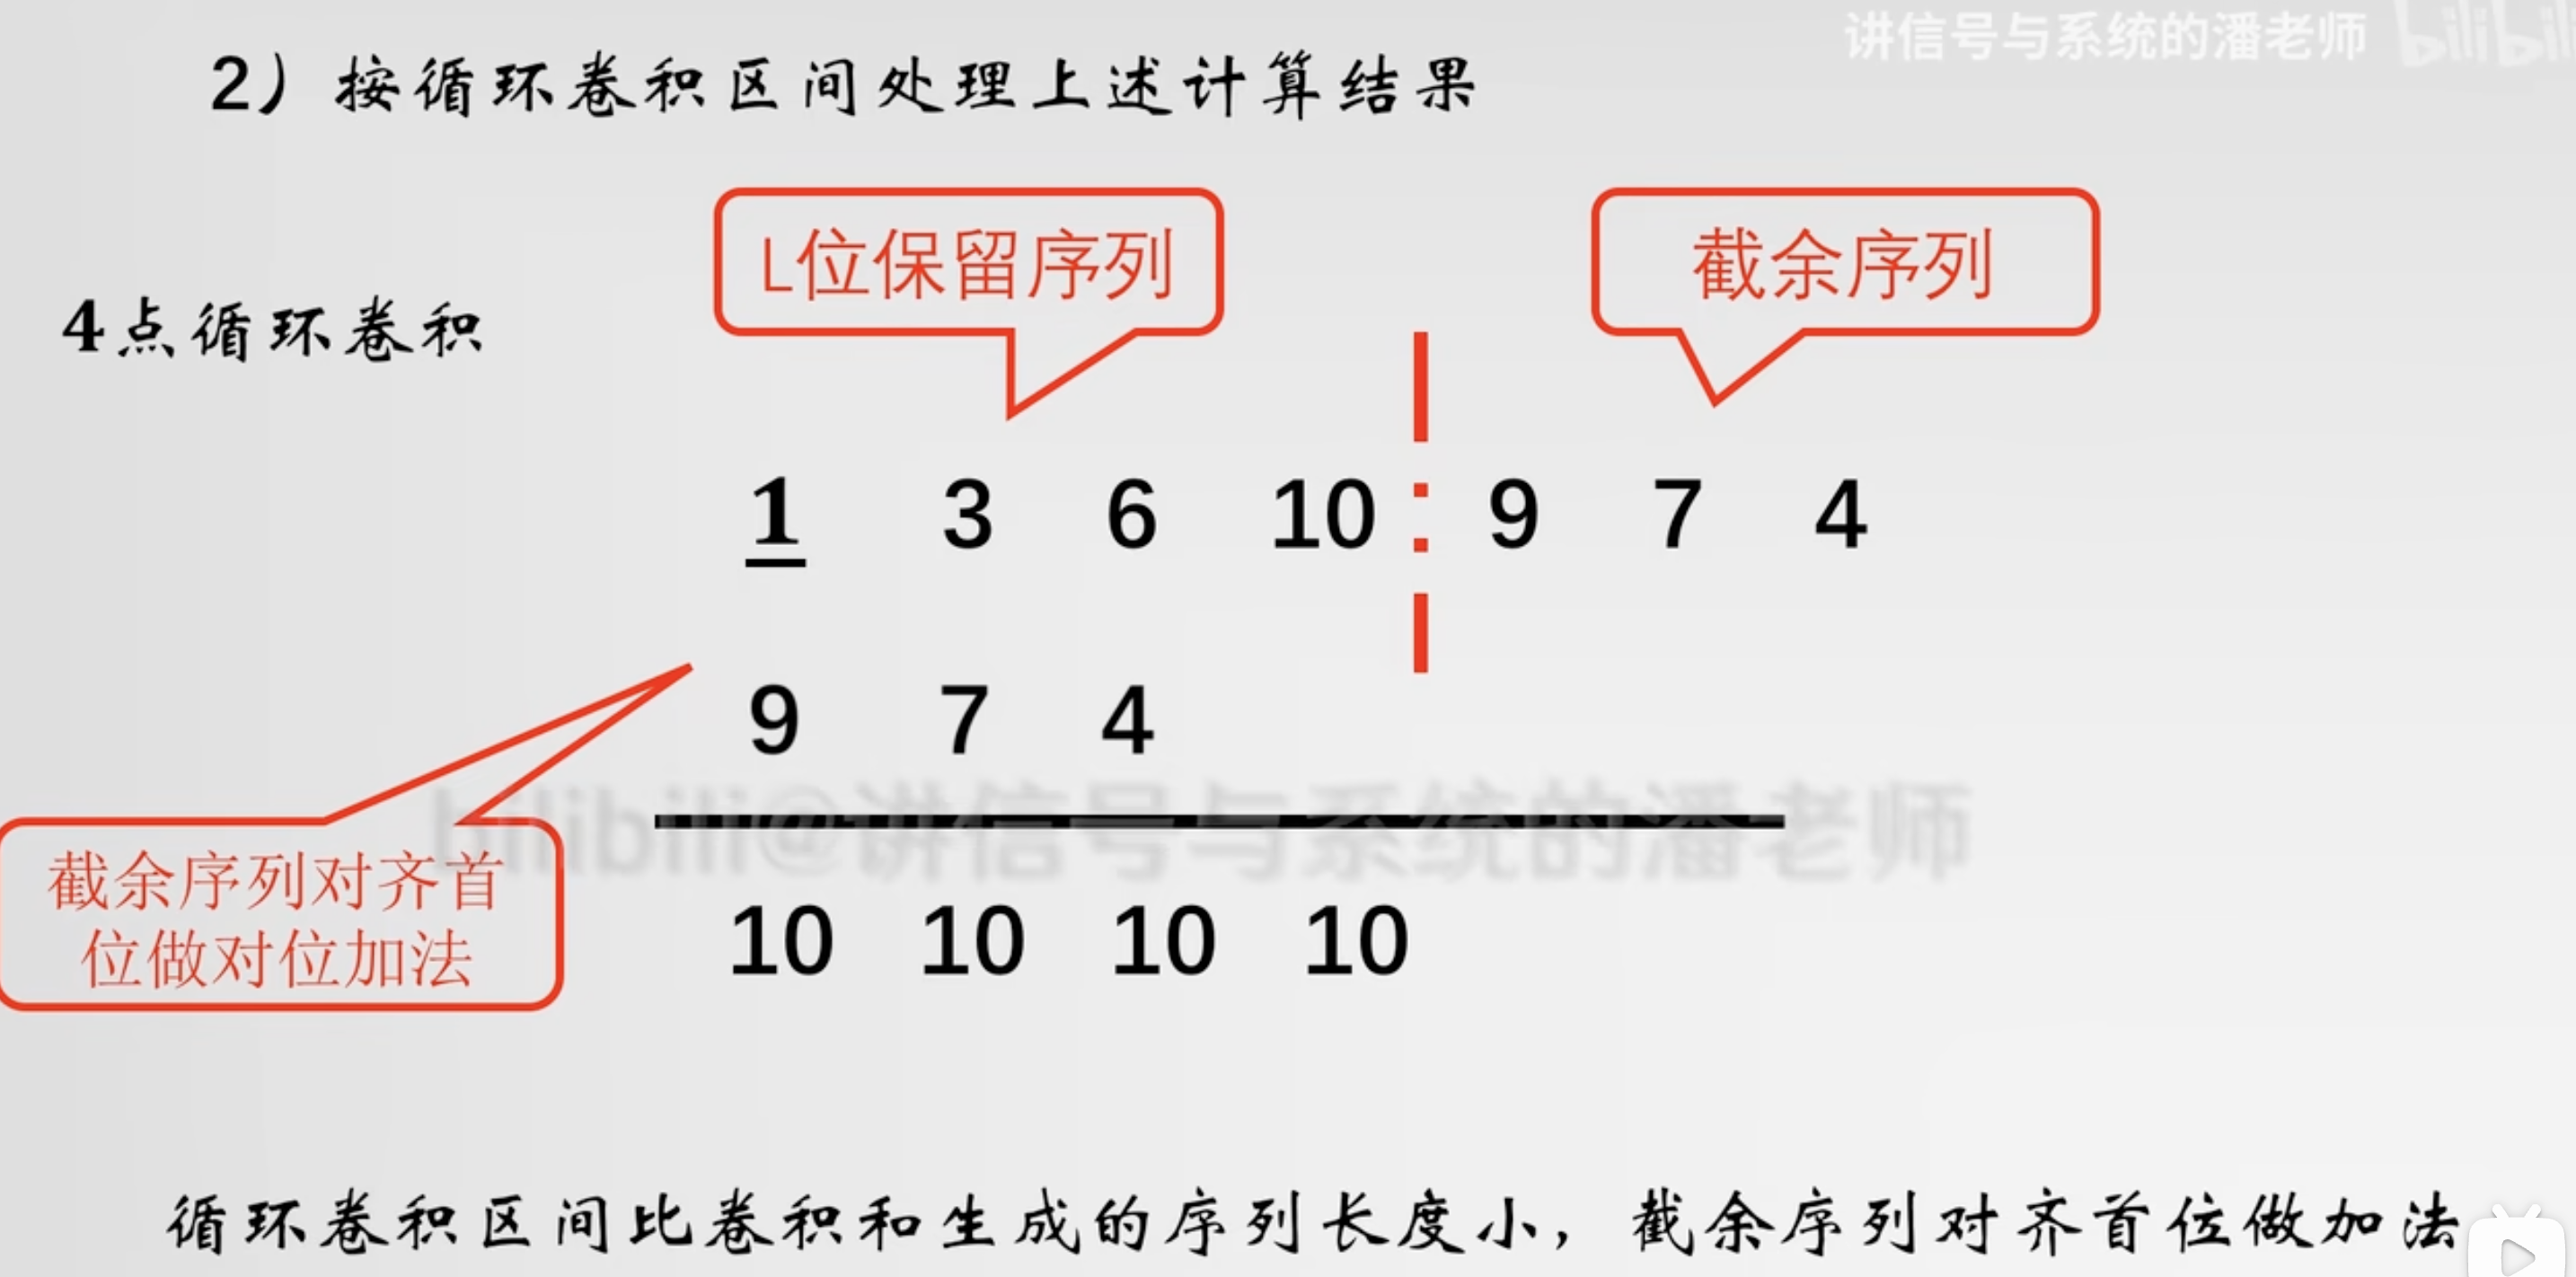 讲信号与系统的潘老师 bilibili
2）按循环卷积区间处理上述计算结果
L位保留序列
截余序列
4点循环卷积
1 3 6 10 9 7 4
9 7 4
bilibili@讲信号与系统的潘老师
截余序列对齐首
位做对位加法
10 10 10 10
循环卷积区间比卷积和生成的序列长度小，截余序列对齐首位做加法